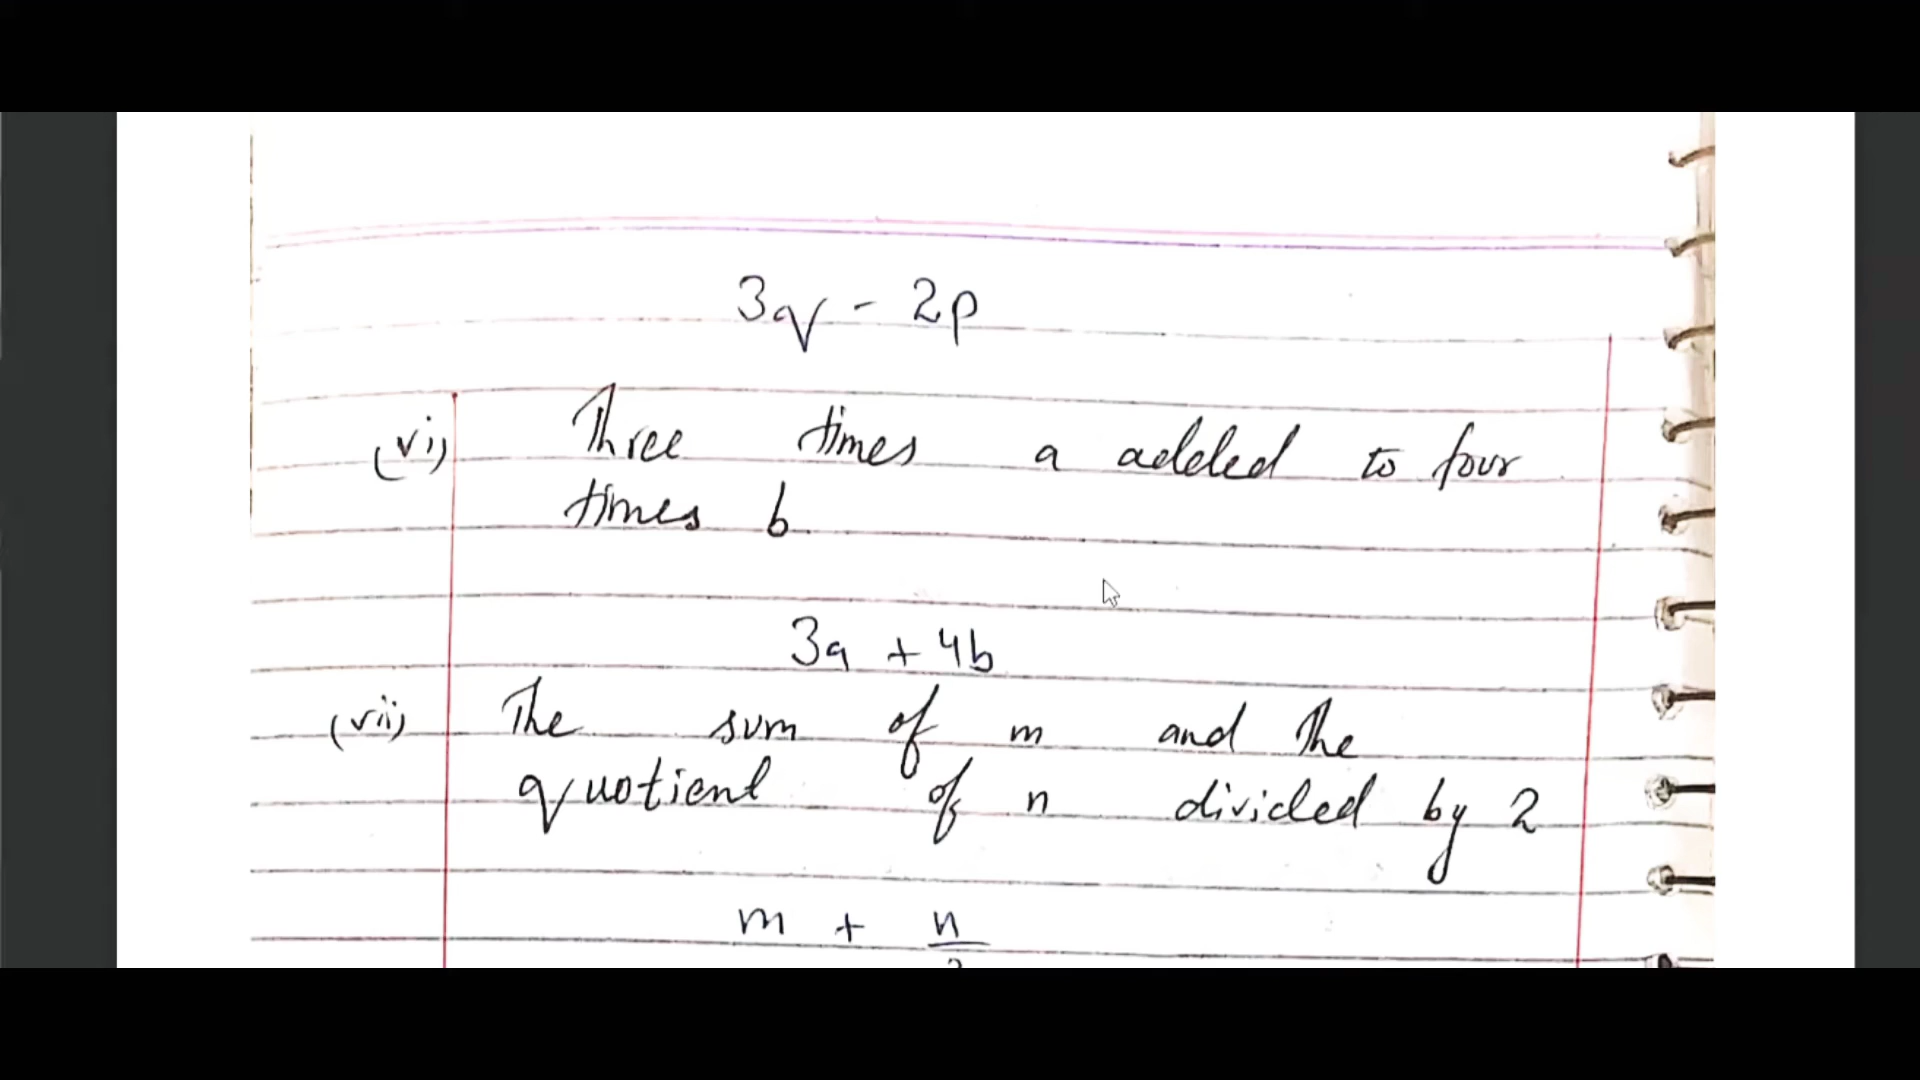 3q - 2p
(vi) Three times a added to four
times b
3a + 4b
(vii) The sum of m and the
quotient of n divided by 2
m + n/2